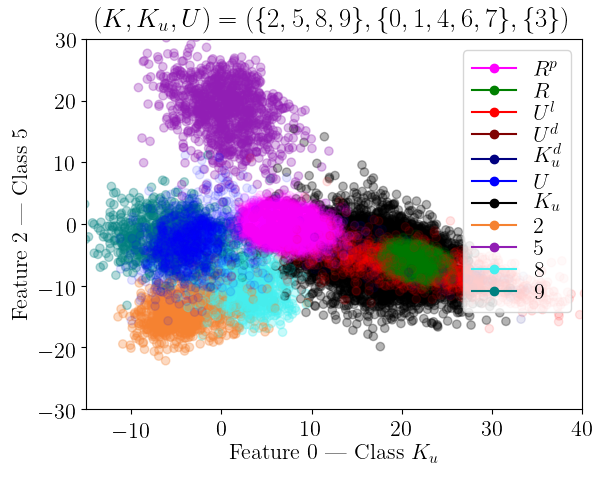 (K, K_u, U) = ({2, 5, 8, 9}, {0, 1, 4, 6, 7}, {3})
30
20
10
0
−10
−20
−30
−10
0
10
20
30
40
Feature 2 — Class 5
Feature 0 — Class K_u
R^p
R
U^l
U^d
K_u^d
U
K_u
2
5
8
9